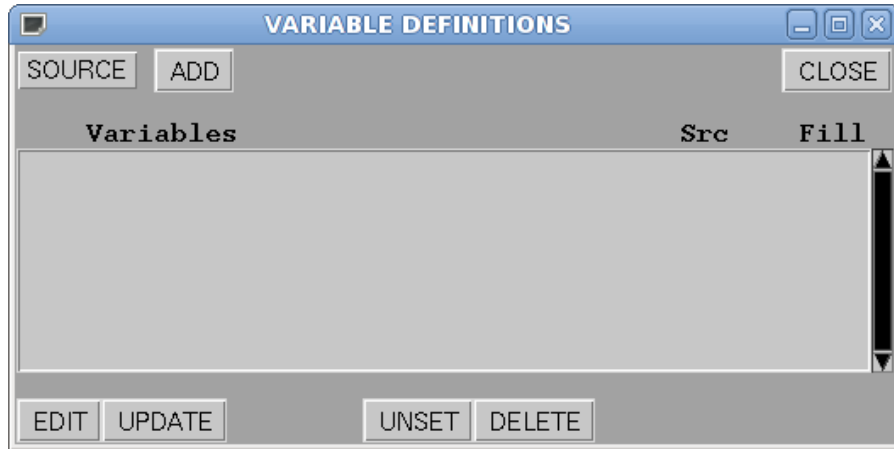 VARIABLE DEFINITIONS
SOURCE ADD CLOSE
Variables Src Fill
EDIT UPDATE UNSET DELETE